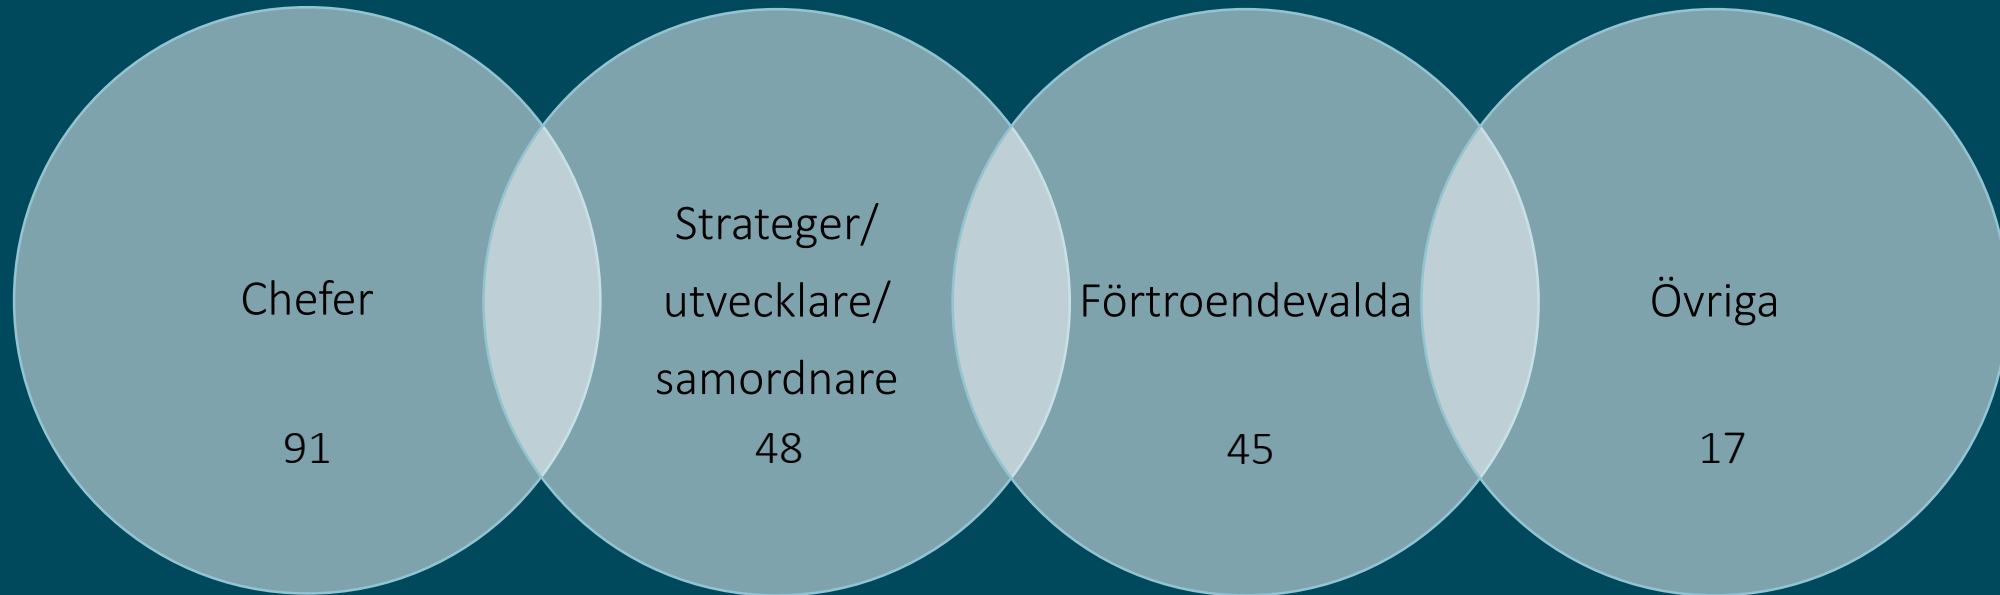 Chefer
91
Strateger/
utvecklare/
samordnare
48
Förtroendevalda
45
Övriga
17